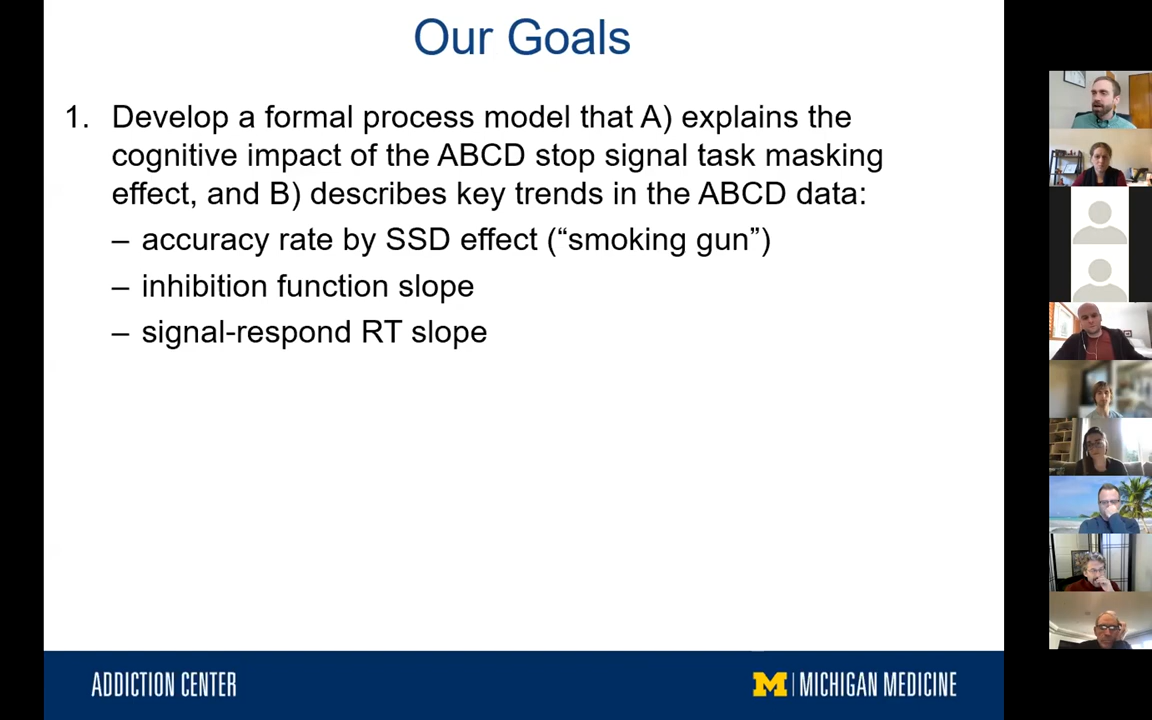 Our Goals
1. Develop a formal process model that A) explains the
cognitive impact of the ABCD stop signal task masking
effect, and B) describes key trends in the ABCD data:
– accuracy rate by SSD effect (“smoking gun”)
– inhibition function slope
– signal-respond RT slope
ADDICTION CENTER
M | MICHIGAN MEDICINE